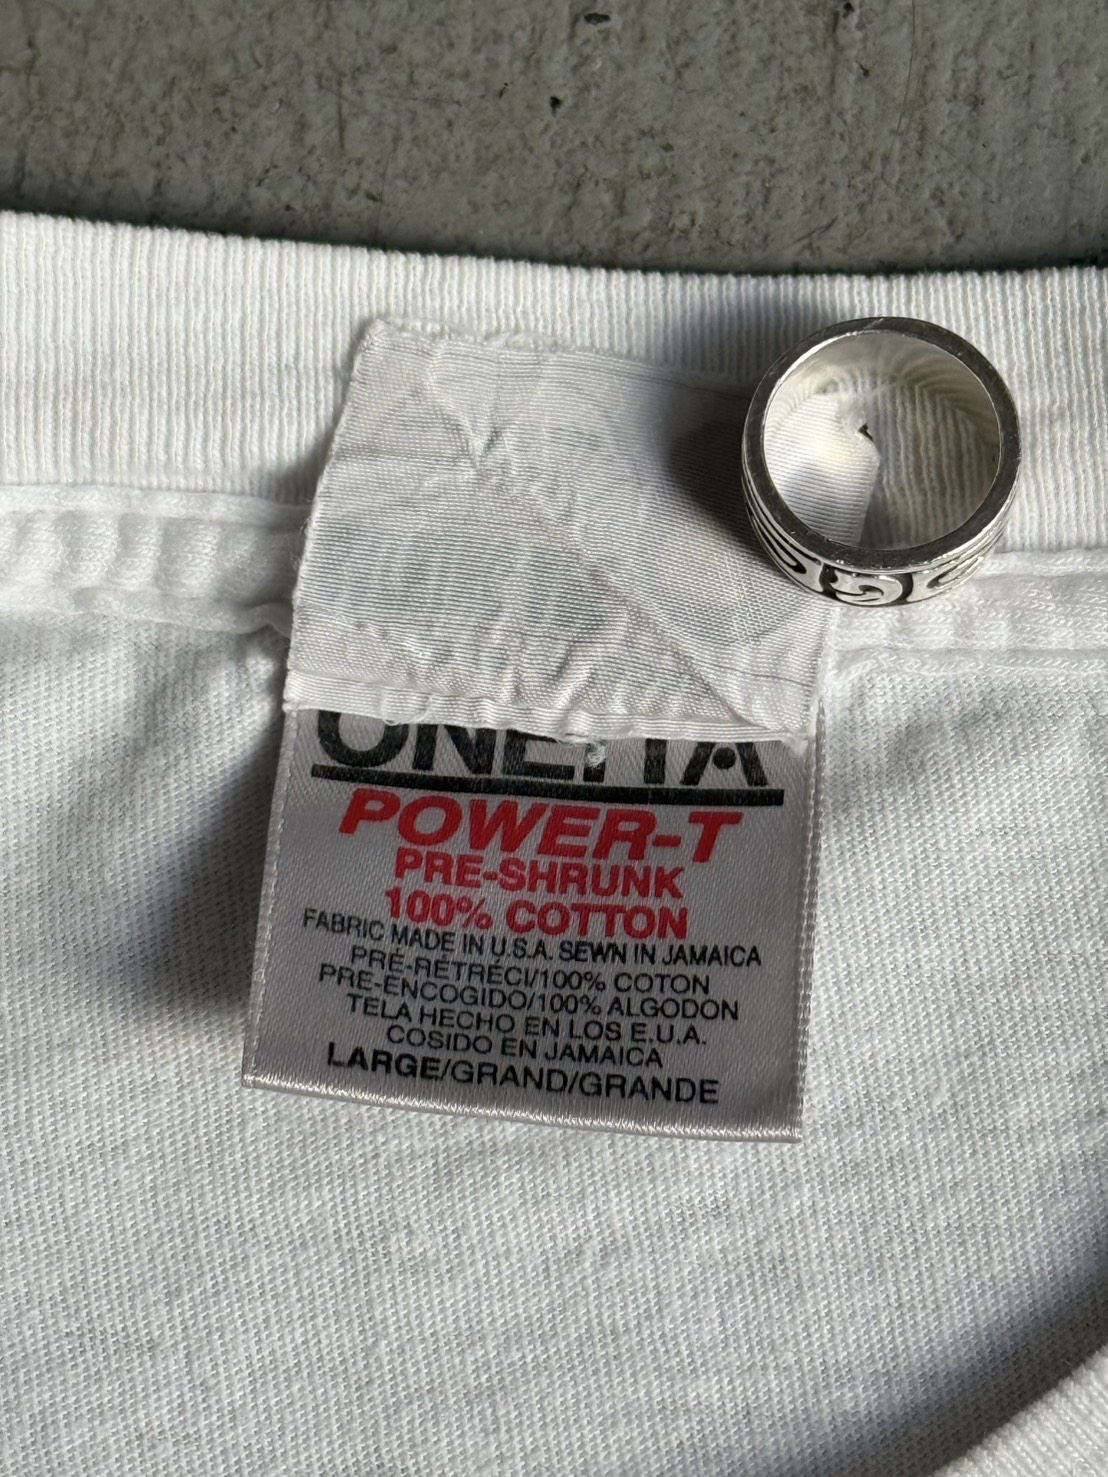 ONEITA
POWER-T
PRE-SHRUNK
100% COTTON
FABRIC MADE IN U.S.A. SEWN IN JAMAICA
PRÉ-RÉTRÉCI/100% COTON
PRE-ENCOGIDO/100% ALGODON
TELA HECHO EN LOS E.U.A.
COSIDO EN JAMAICA
LARGE/GRAND/GRANDE